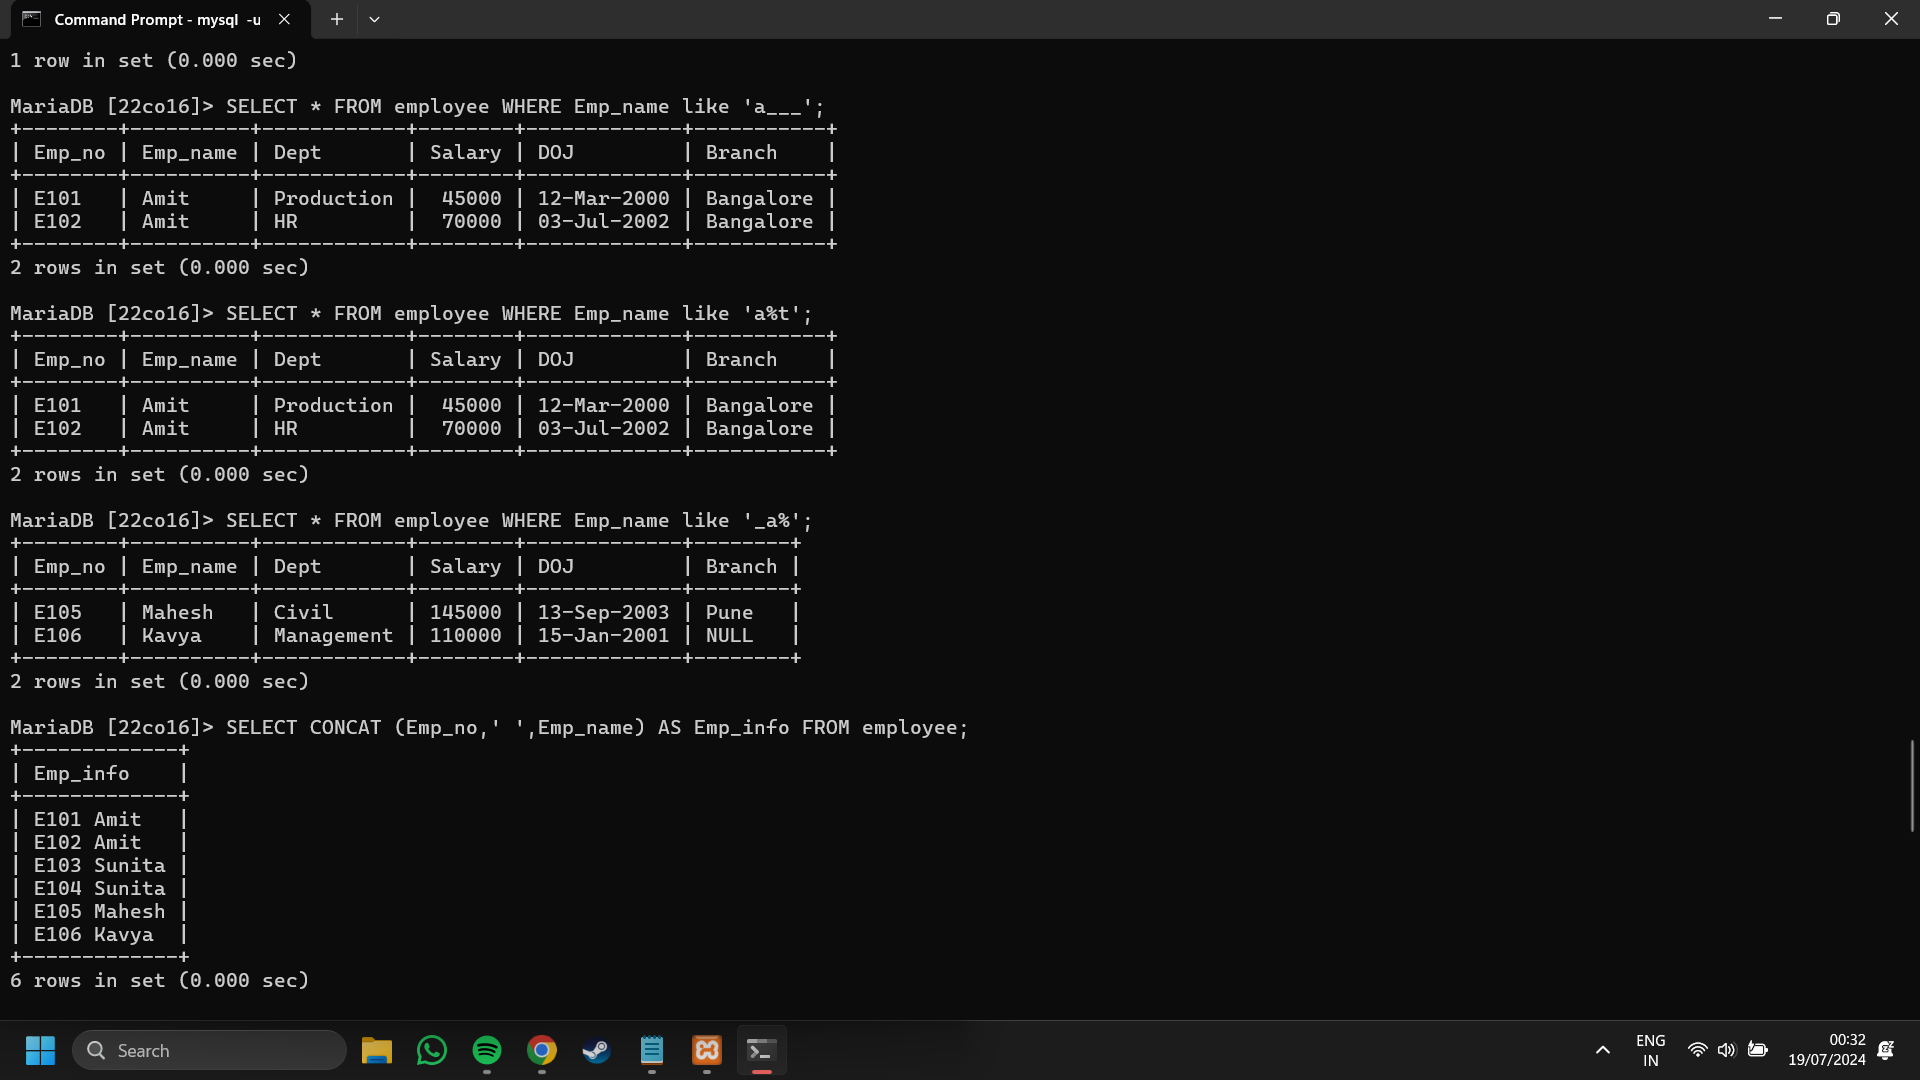 Command Prompt - mysql -u
1 row in set (0.000 sec)
MariaDB [22co16]> SELECT * FROM employee WHERE Emp_name like 'a___';
+--------+----------+------------+--------+-------------+-----------+
| Emp_no | Emp_name | Dept       | Salary | DOJ         | Branch    |
+--------+----------+------------+--------+-------------+-----------+
| E101   | Amit     | Production |  45000 | 12-Mar-2000 | Bangalore |
| E102   | Amit     | HR         |  70000 | 03-Jul-2002 | Bangalore |
+--------+----------+------------+--------+-------------+-----------+
2 rows in set (0.000 sec)
MariaDB [22co16]> SELECT * FROM employee WHERE Emp_name like 'a%t';
+--------+----------+------------+--------+-------------+-----------+
| Emp_no | Emp_name | Dept       | Salary | DOJ         | Branch    |
+--------+----------+------------+--------+-------------+-----------+
| E101   | Amit     | Production |  45000 | 12-Mar-2000 | Bangalore |
| E102   | Amit     | HR         |  70000 | 03-Jul-2002 | Bangalore |
+--------+----------+------------+--------+-------------+-----------+
2 rows in set (0.000 sec)
MariaDB [22co16]> SELECT * FROM employee WHERE Emp_name like '_a%';
+--------+----------+------------+--------+-------------+--------+
| Emp_no | Emp_name | Dept       | Salary | DOJ         | Branch |
+--------+----------+------------+--------+-------------+--------+
| E105   | Mahesh   | Civil      | 145000 | 13-Sep-2003 | Pune   |
| E106   | Kavya    | Management | 110000 | 15-Jan-2001 | NULL   |
+--------+----------+------------+--------+-------------+--------+
2 rows in set (0.000 sec)
MariaDB [22co16]> SELECT CONCAT (Emp_no,' ',Emp_name) AS Emp_info FROM employee;
+-------------+
| Emp_info    |
+-------------+
| E101 Amit   |
| E102 Amit   |
| E103 Sunita |
| E104 Sunita |
| E105 Mahesh |
| E106 Kavya  |
+-------------+
6 rows in set (0.000 sec)
Search
ENG
IN
00:32
19/07/2024